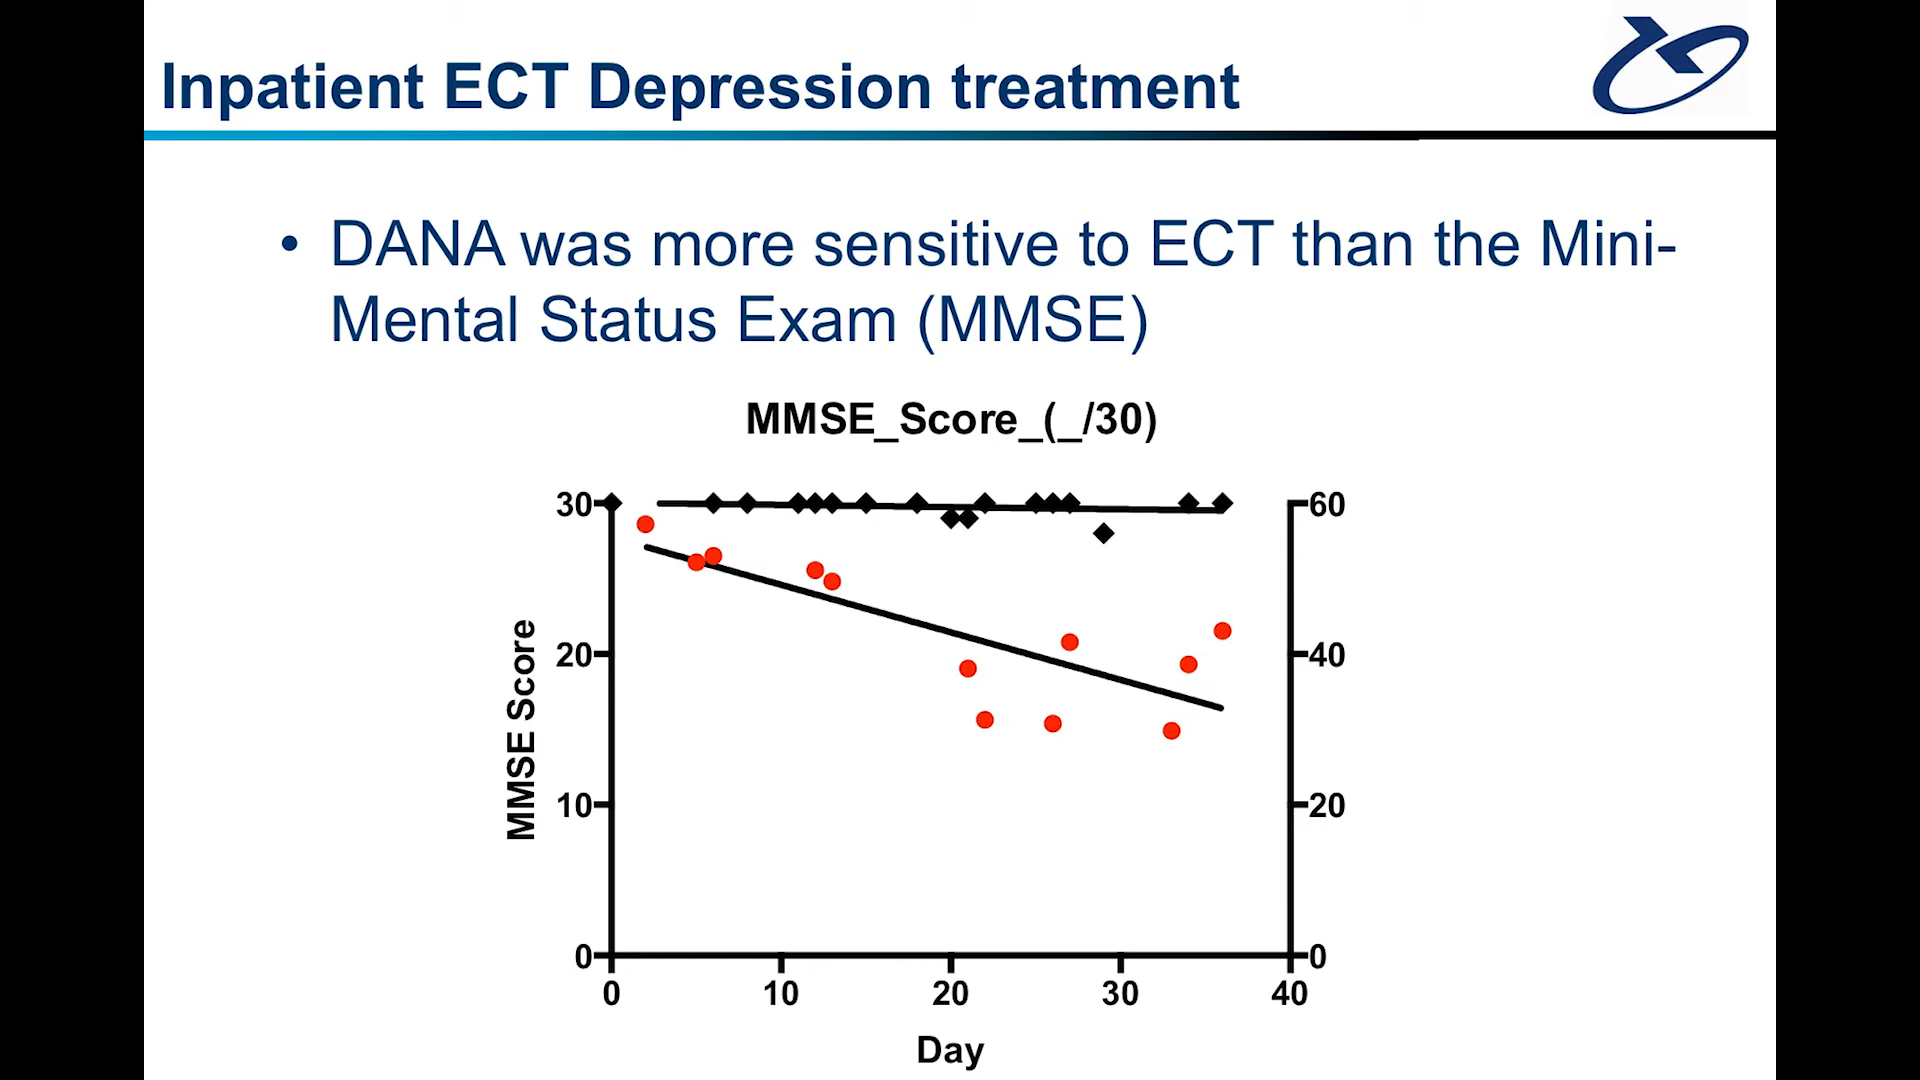 Inpatient ECT Depression treatment
• DANA was more sensitive to ECT than the Mini-
Mental Status Exam (MMSE)
MMSE_Score_(_/30)
30
20
10
0
MMSE Score
60
40
20
0
0 10 20 30 40
Day